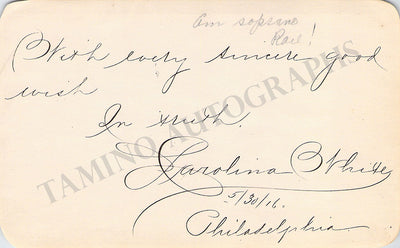 Am soprano
Rare!
With every sincere good
wish
In truth.
Carolina White
5/30/16.
Philadelphia
TAMINO AUTOGRAPHS